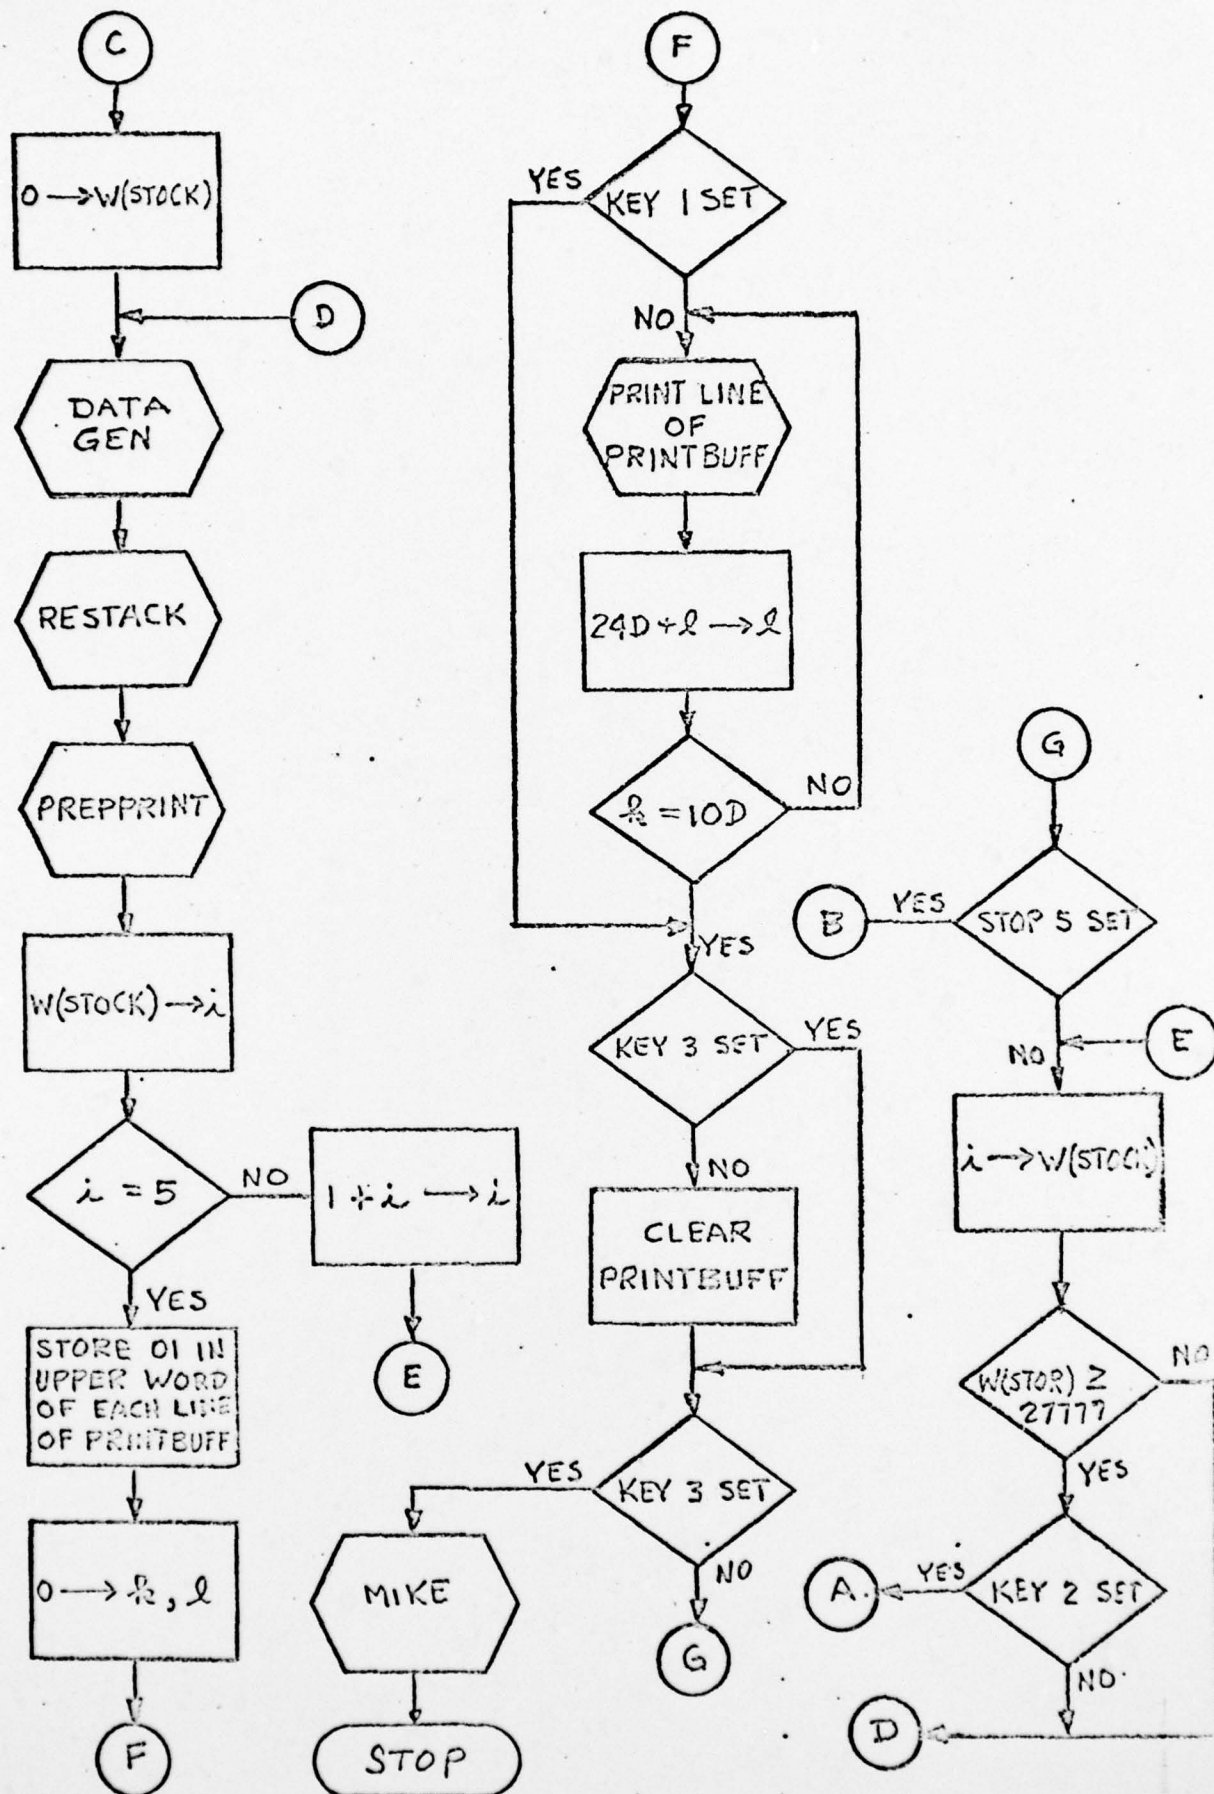 C
0 → W(STOCK)
D
DATA
GEN
RESTACK
PREPPRINT
W(STOCK) → i
i = 5
NO
1 + i → i
E
YES
STORE 01 IN
UPPER WORD
OF EACH LINE
OF PRINTBUFF
0 → k, l
F
F
KEY 1 SET
YES
NO
PRINT LINE
OF
PRINTBUFF
24D + l → l
k = 10D
NO
YES
KEY 3 SET
YES
NO
CLEAR
PRINTBUFF
KEY 3 SET
YES
MIKE
STOP
NO
G
G
STOP 5 SET
YES
B
NO
E
i → W(STOCK)
W(STOR) ≥
27777
NO
YES
KEY 2 SET
YES
A.
NO
D